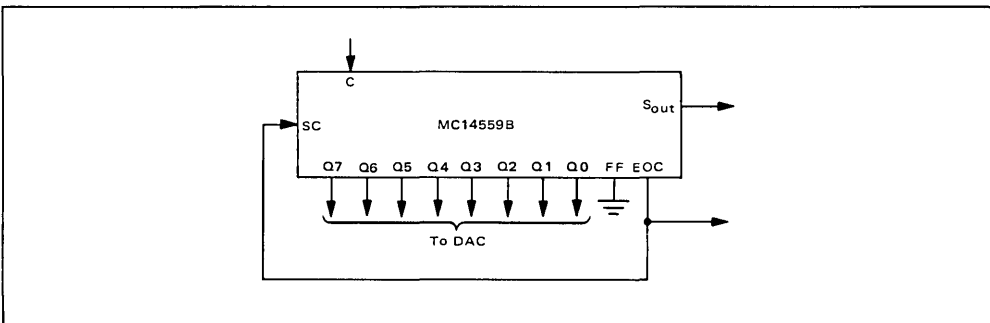 C
Sout
SC
MC14559B
Q7 Q6 Q5 Q4 Q3 Q2 Q1 Q0 FF EOC
To DAC